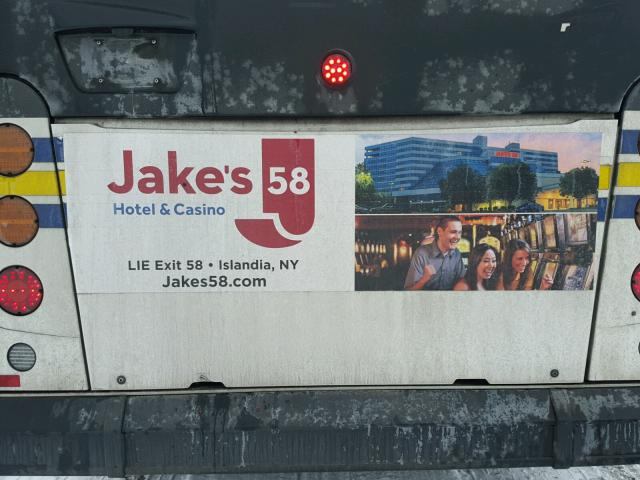 Jake's 58
Hotel & Casino
LIE Exit 58 • Islandia, NY
Jakes58.com